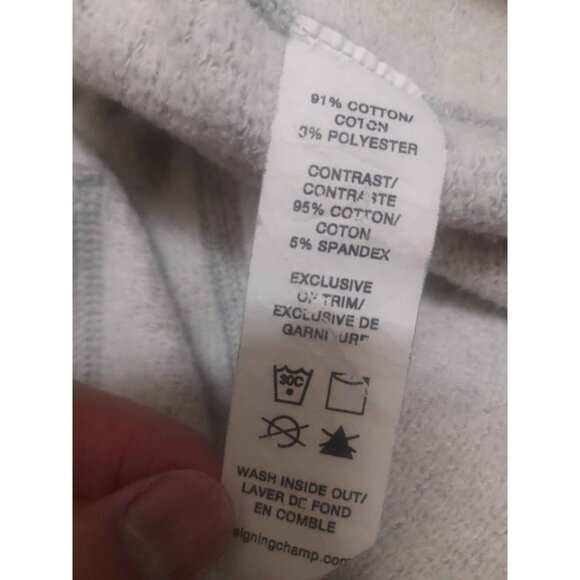 91% COTTON/
COTON
3% POLYESTER
CONTRAST/
CONTRASTE
95% COTTON/
COTON
5% SPANDEX
EXCLUSIVE
OF TRIM/
EXCLUSIVE DE
GARNITURE
30C
WASH INSIDE OUT/
LAVER DE FOND
EN COMBLE
eigningchamp.com